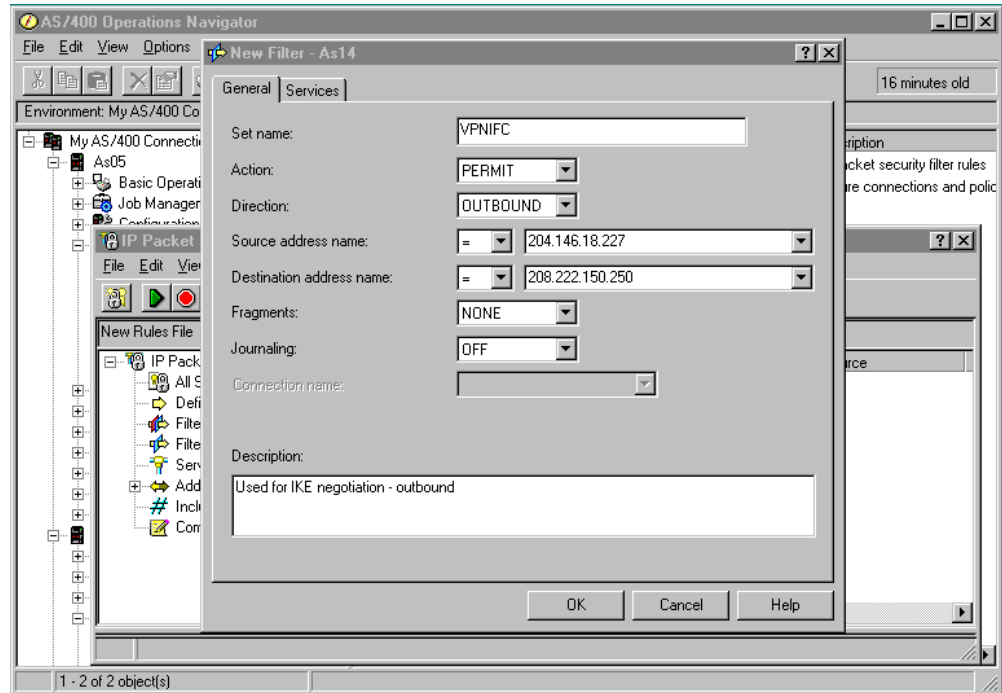 AS/400 Operations Navigator
File Edit View Options
16 minutes old
Environment: My AS/400 Co
My AS/400 Connecti
As05
Basic Operati
Job Manager
Configuration
ription
acket security filter rules
re connections and polic
IP Packet
File Edit Vie
New Rules File
IP Pack
All S
Defi
Filte
Filte
Serv
Add
Inclu
Com
urce
New Filter - As14
General Services
Set name: VPNIFC
Action: PERMIT
Direction: OUTBOUND
Source address name: = 204.146.18.227
Destination address name: = 208.222.150.250
Fragments: NONE
Journaling: OFF
Connection name:
Description:
Used for IKE negotiation - outbound
OK Cancel Help
1 - 2 of 2 object(s)